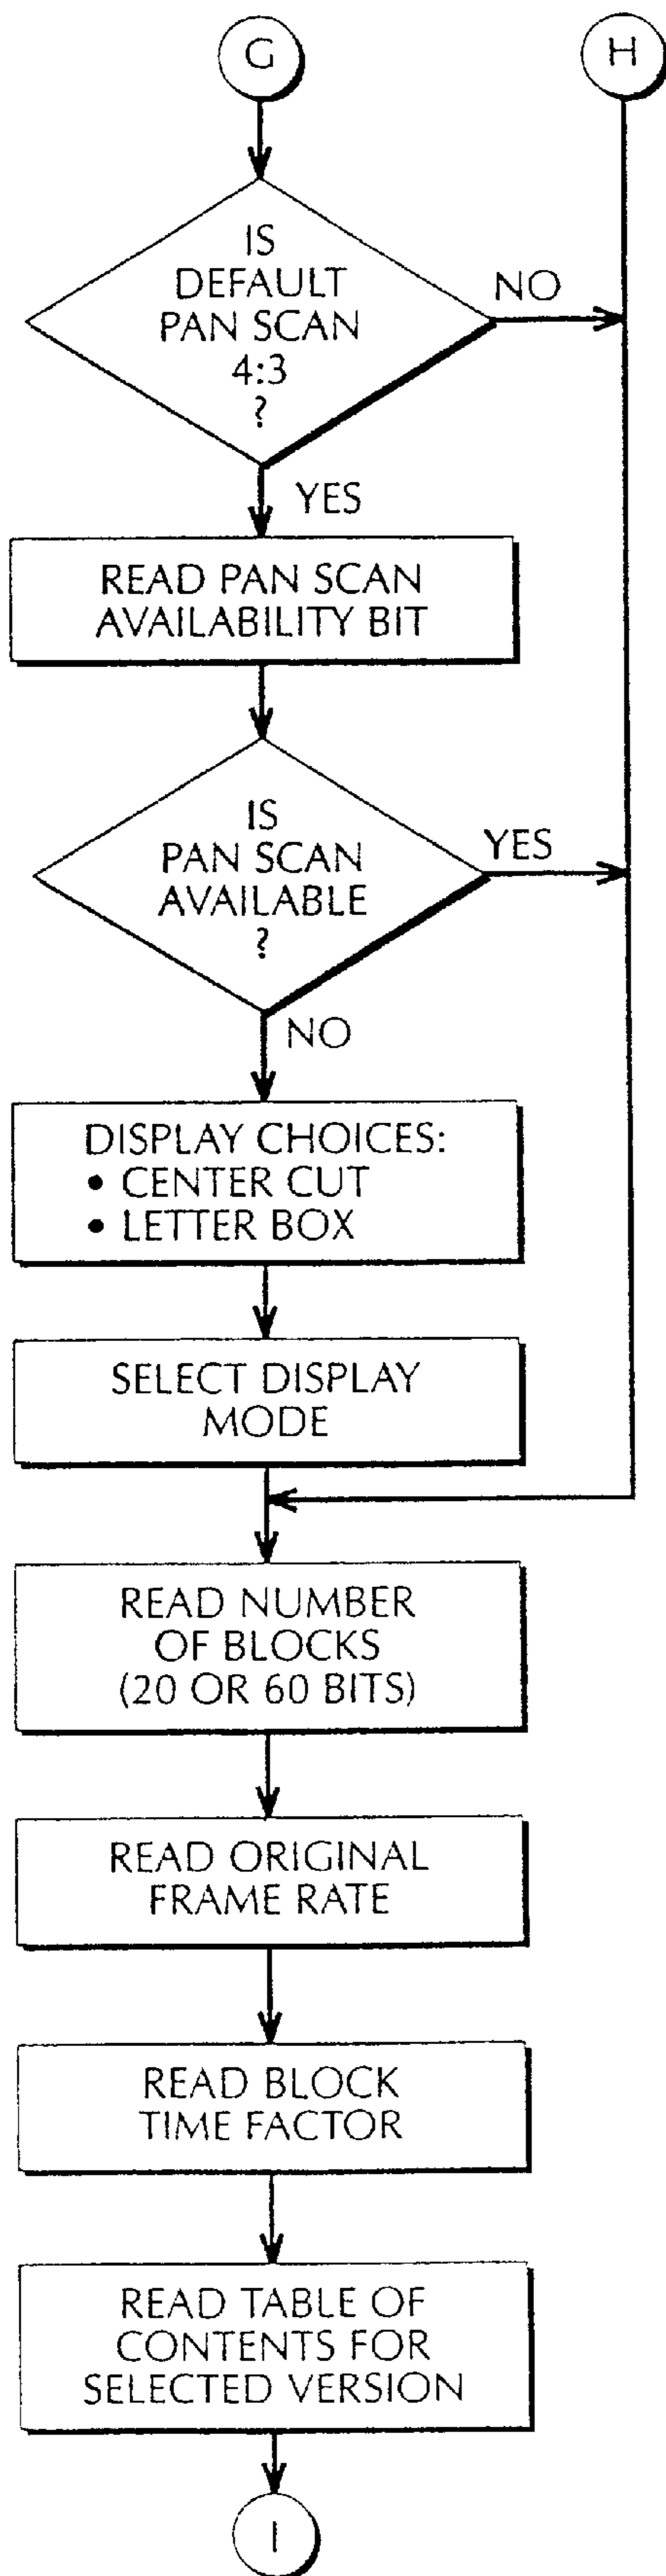 G
H
IS
DEFAULT
PAN SCAN
4:3
?
NO
YES
READ PAN SCAN
AVAILABILITY BIT
IS
PAN SCAN
AVAILABLE
?
YES
NO
DISPLAY CHOICES:
• CENTER CUT
• LETTER BOX
SELECT DISPLAY
MODE
READ NUMBER
OF BLOCKS
(20 OR 60 BITS)
READ ORIGINAL
FRAME RATE
READ BLOCK
TIME FACTOR
READ TABLE OF
CONTENTS FOR
SELECTED VERSION
I